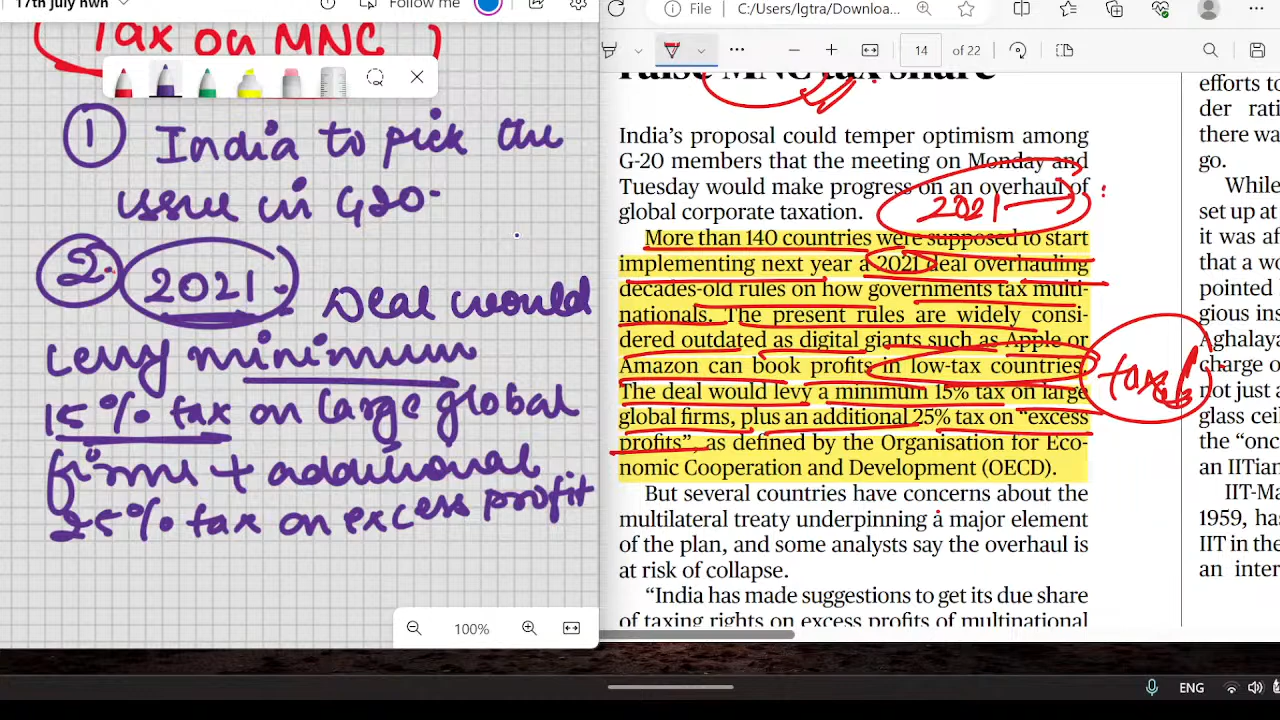 17th July nwh
Follow me
Tax on MNC
1 India to pick the
issue in G20.
2. 2021. Deal would
levy minimum
15% tax on large global
firms + additional
25% tax on excess profit
100%
File
C:/Users/lgtra/Downloa...
14
of 22
raise MNC tax share
India's proposal could temper optimism among
G-20 members that the meeting on Monday and
Tuesday would make progress on an overhaul of
global corporate taxation.
2021
More than 140 countries were supposed to start
implementing next year a 2021 deal overhauling
decades-old rules on how governments tax multi-
nationals. The present rules are widely consi-
dered outdated as digital giants such as Apple or
Amazon can book profits in low-tax countries.
The deal would levy a minimum 15% tax on large
global firms, plus an additional 25% tax on "excess
profits", as defined by the Organisation for Eco-
nomic Cooperation and Development (OECD).
But several countries have concerns about the
multilateral treaty underpinning a major element
of the plan, and some analysts say the overhaul is
at risk of collapse.
"India has made suggestions to get its due share
of taxing rights on excess profits of multinational
efforts to
der rati
there wa
go.
While
set up at
it was af
that a wo
pointed
gious ins
Aghalaya
charge o
not just a
glass ceil
the "onc
an IITian
IIT-Ma
1959, has
IIT in the
an inter
ENG